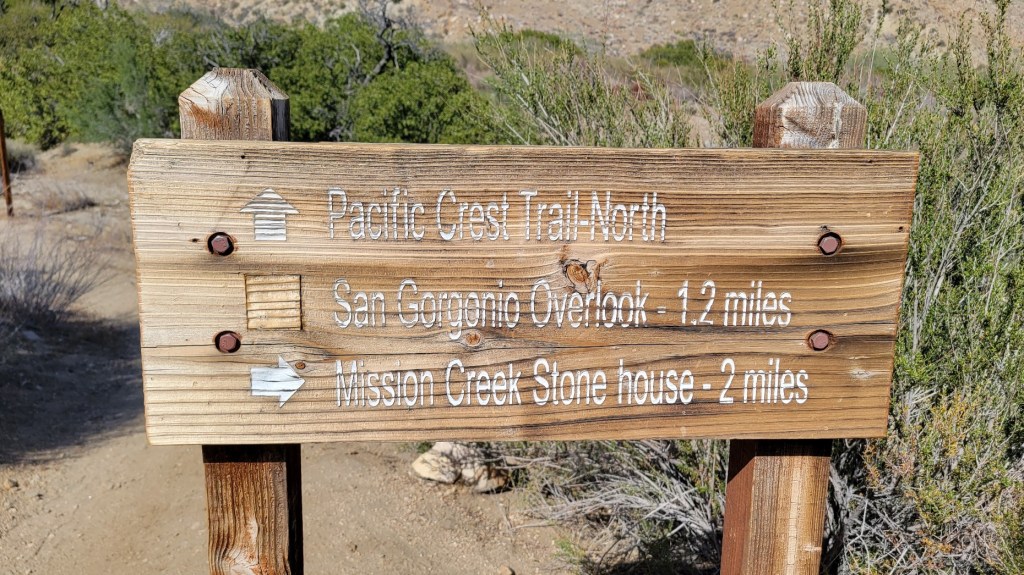 Pacific Crest Trail-North
San Gorgonio Overlook - 1.2 miles
Mission Creek Stone house - 2 miles